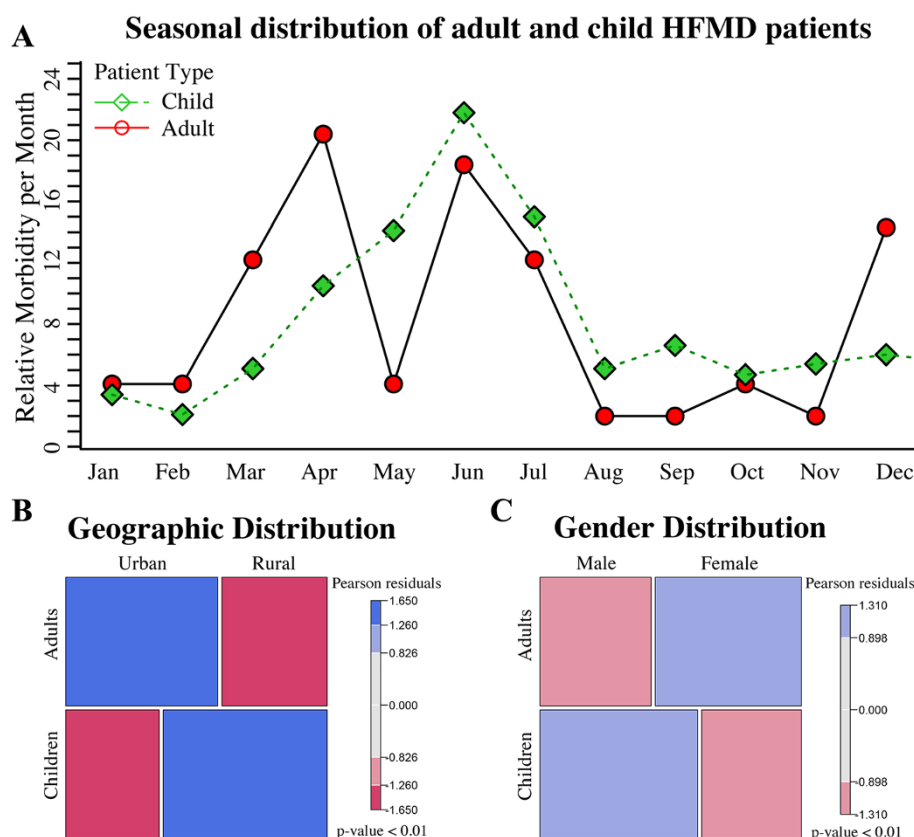 A
Seasonal distribution of adult and child HFMD patients
Relative Morbidity per Month
24
20
16
12
8
4
0
Patient Type
Child
Adult
Jan Feb Mar Apr May Jun Jul Aug Sep Oct Nov Dec
B
Geographic Distribution
Urban Rural
Adults
Children
Pearson residuals
1.650
1.260
0.826
0.000
-0.826
-1.260
-1.650
p-value < 0.01
C
Gender Distribution
Male Female
Adults
Children
Pearson residuals
1.310
0.898
0.000
-0.898
-1.310
p-value < 0.01